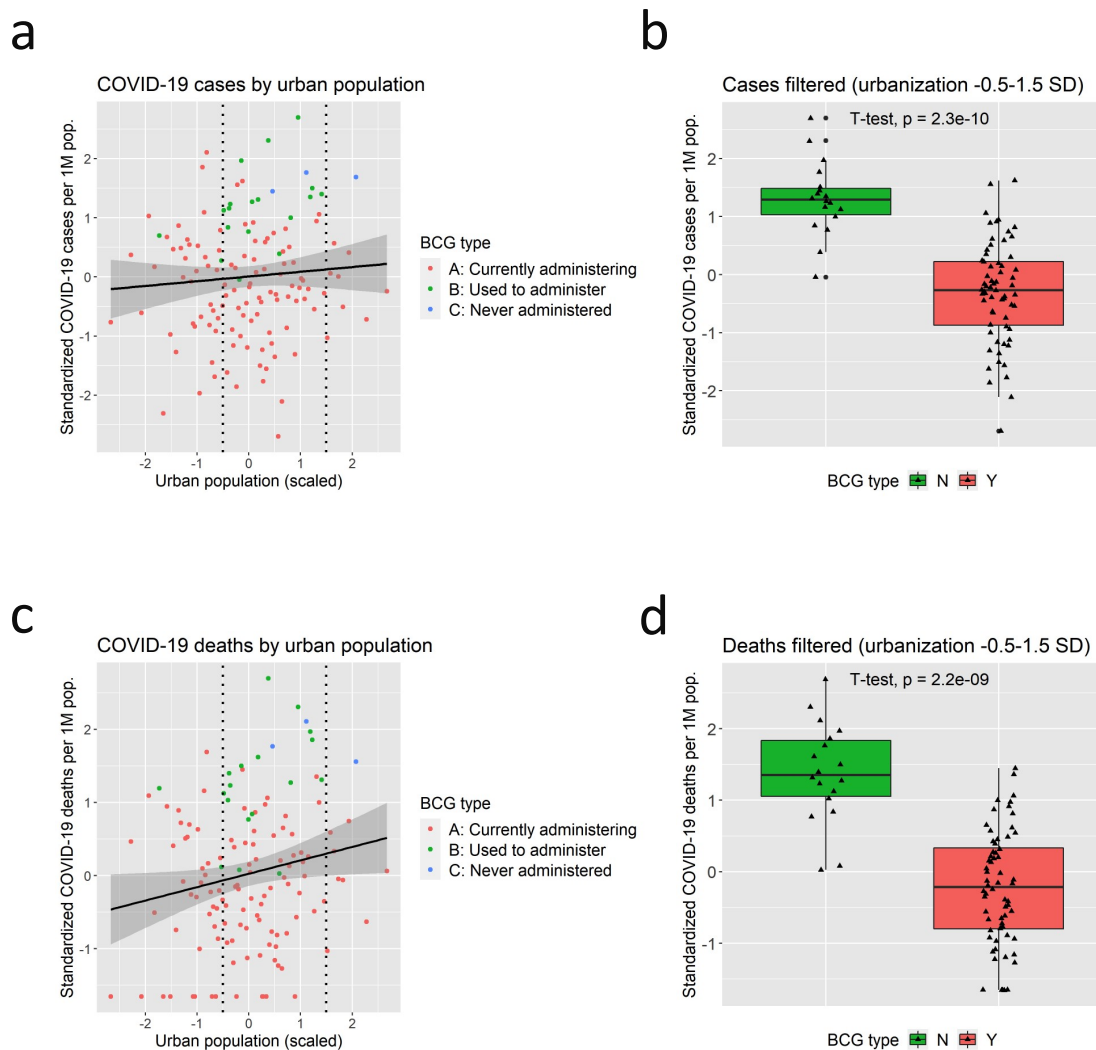 a
COVID-19 cases by urban population
Standardized COVID-19 cases per 1M pop.
2
1
0
-1
-2
-2 -1 0 1 2
Urban population (scaled)
BCG type
A: Currently administering
B: Used to administer
C: Never administered
b
Cases filtered (urbanization -0.5-1.5 SD)
T-test, p = 2.3e-10
Standardized COVID-19 cases per 1M pop.
2
1
0
-1
-2
BCG type N Y
c
COVID-19 deaths by urban population
Standardized COVID-19 deaths per 1M pop.
2
1
0
-1
-2 -1 0 1 2
Urban population (scaled)
BCG type
A: Currently administering
B: Used to administer
C: Never administered
d
Deaths filtered (urbanization -0.5-1.5 SD)
T-test, p = 2.2e-09
Standardized COVID-19 deaths per 1M pop.
2
1
0
-1
BCG type N Y